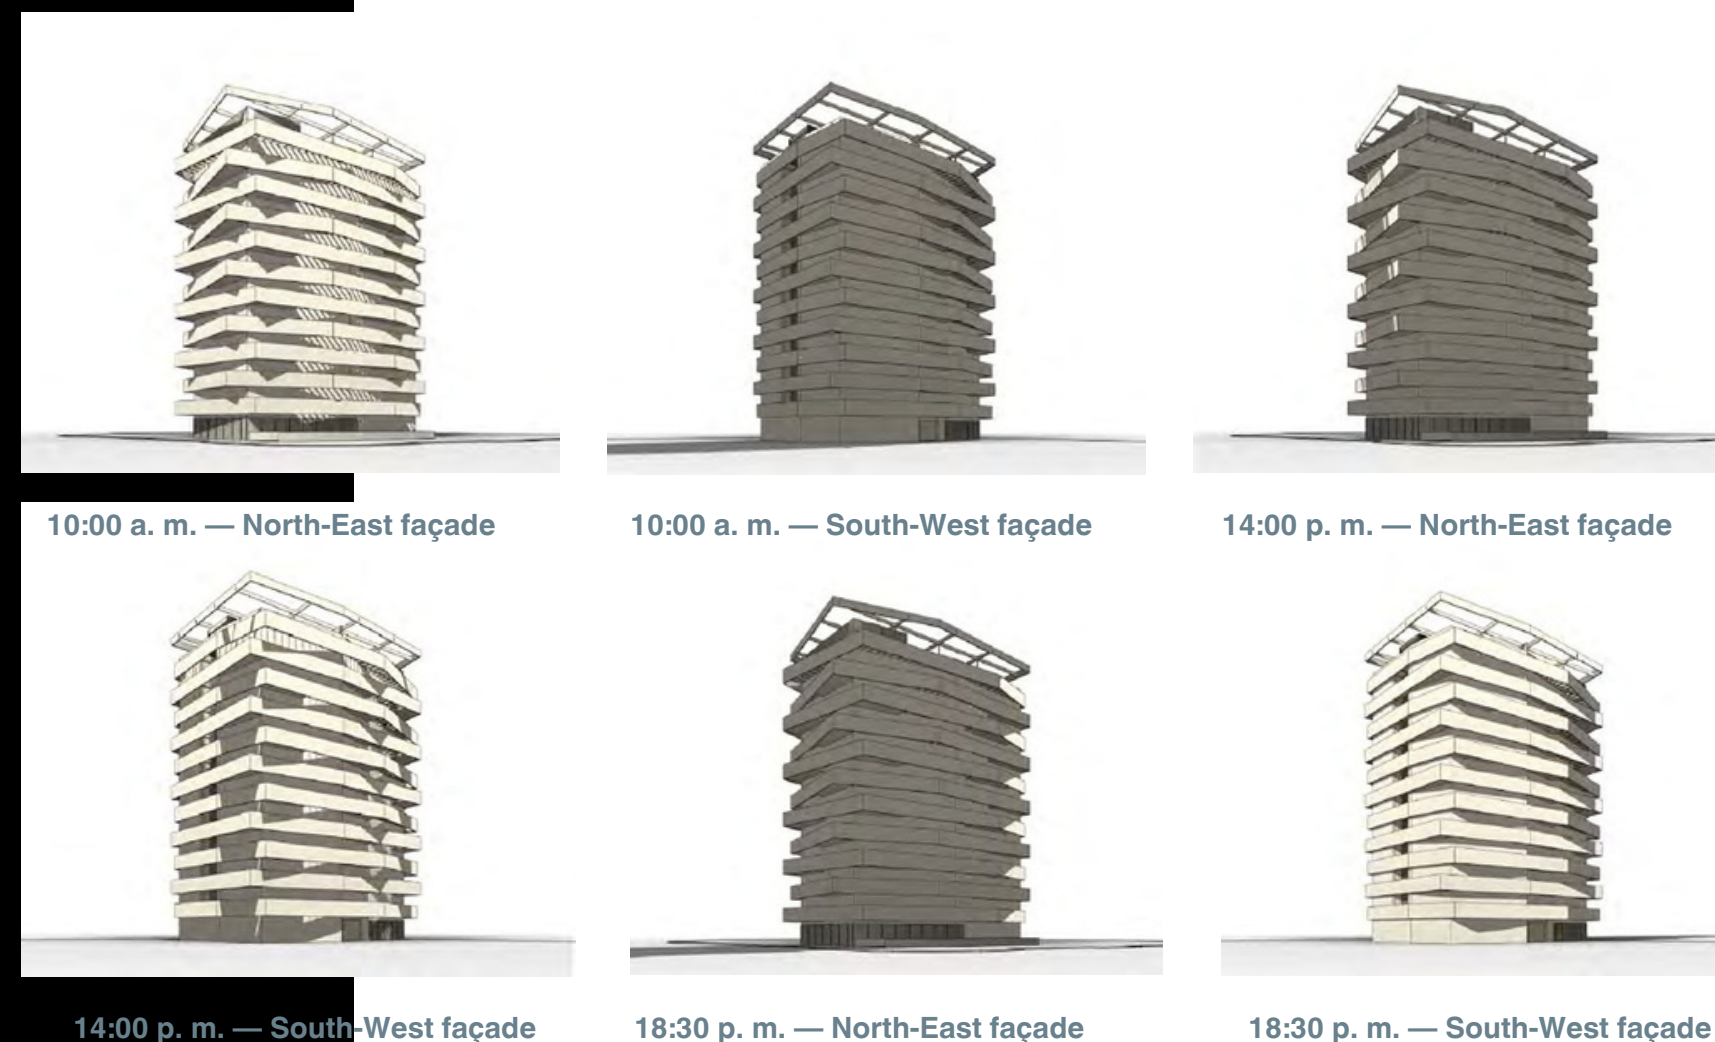 10:00 a. m. — North-East façade
10:00 a. m. — South-West façade
14:00 p. m. — North-East façade
14:00 p. m. — South-West façade
18:30 p. m. — North-East façade
18:30 p. m. — South-West façade